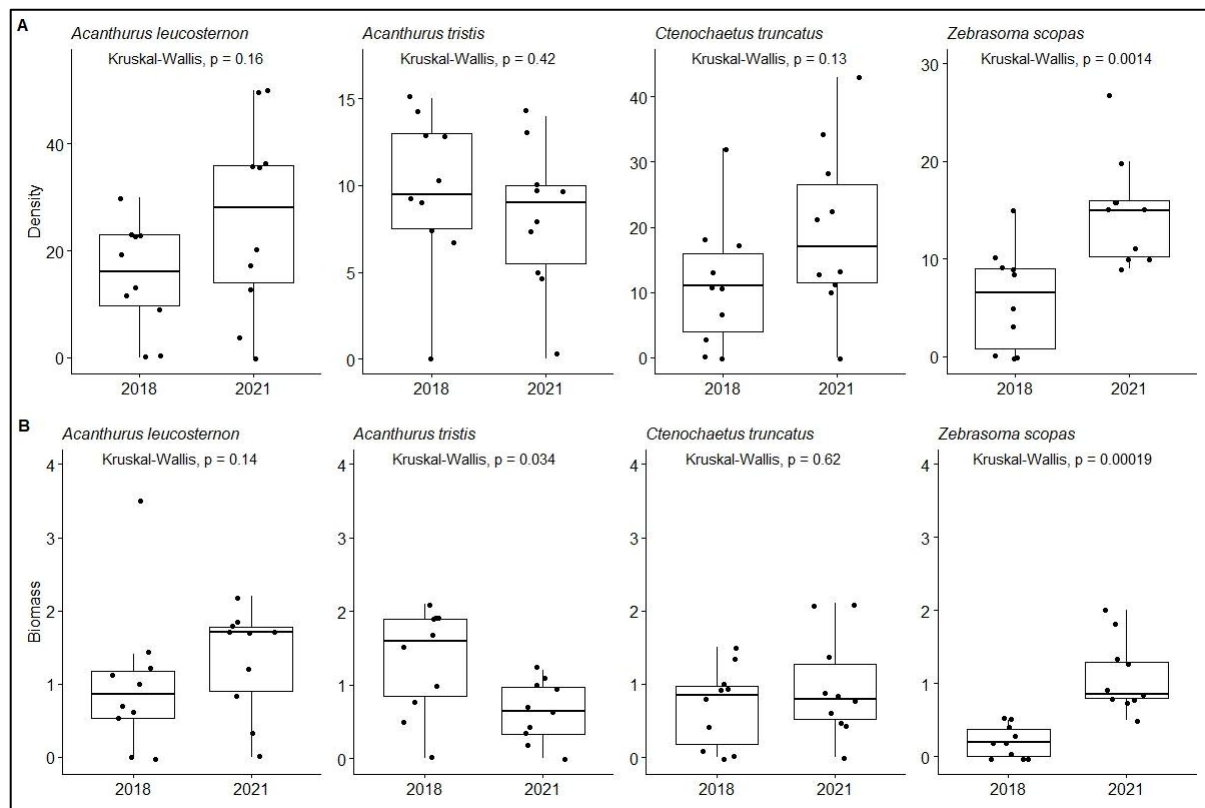 A
Acanthurus leucosternon
Acanthurus tristis
Ctenochaetus truncatus
Zebrasoma scopas
Kruskal-Wallis, p = 0.16
Kruskal-Wallis, p = 0.42
Kruskal-Wallis, p = 0.13
Kruskal-Wallis, p = 0.0014
Density
40
20
0
15
10
5
0
40
30
20
10
0
30
20
10
0
2018
2021
2018
2021
2018
2021
2018
2021
B
Acanthurus leucosternon
Acanthurus tristis
Ctenochaetus truncatus
Zebrasoma scopas
Kruskal-Wallis, p = 0.14
Kruskal-Wallis, p = 0.034
Kruskal-Wallis, p = 0.62
Kruskal-Wallis, p = 0.00019
Biomass
4
3
2
1
0
4
3
2
1
0
4
3
2
1
0
4
3
2
1
0
2018
2021
2018
2021
2018
2021
2018
2021